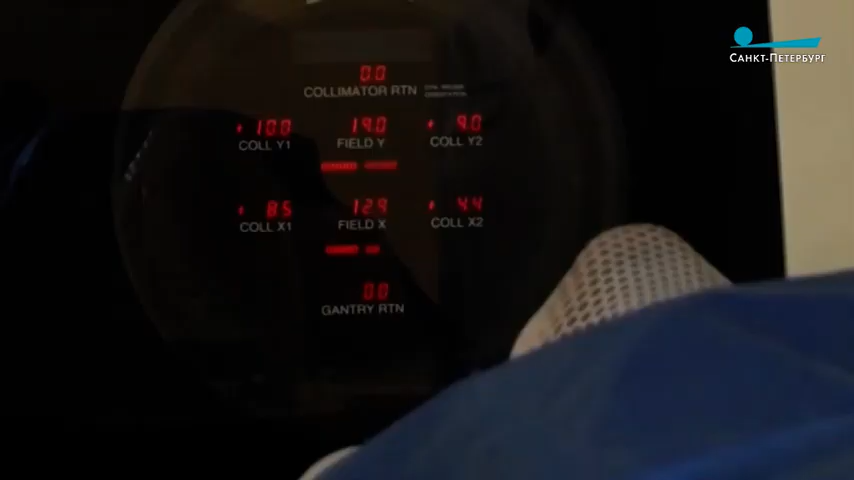 САНКТ-ПЕТЕРБУРГ
0.0
COLLIMATOR RTN
+ 10.0 19.0 + 9.0
COLL Y1 FIELD Y COLL Y2
+ 8.5 12.9 + 4.4
COLL X1 FIELD X COLL X2
0.0
GANTRY RTN